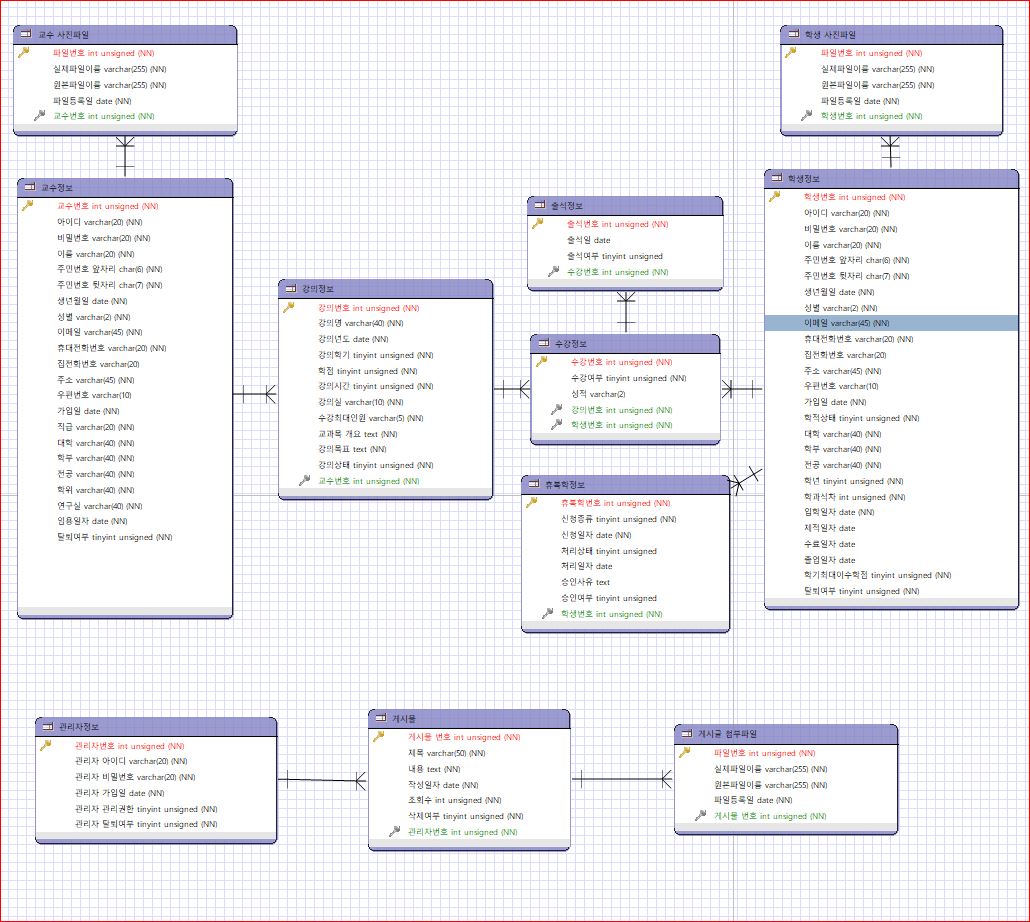 교수 사진파일
파일번호 int unsigned (NN)
실제파일이름 varchar(255) (NN)
원본파일이름 varchar(255) (NN)
파일등록일 date (NN)
교수번호 int unsigned (NN)
학생 사진파일
파일번호 int unsigned (NN)
실제파일이름 varchar(255) (NN)
원본파일이름 varchar(255) (NN)
파일등록일 date (NN)
학생번호 int unsigned (NN)
교수정보
교수번호 int unsigned (NN)
아이디 varchar(20) (NN)
비밀번호 varchar(20) (NN)
이름 varchar(20) (NN)
주민번호 앞자리 char(6) (NN)
주민번호 뒷자리 char(7) (NN)
생년월일 date (NN)
성별 varchar(2) (NN)
이메일 varchar(45) (NN)
휴대전화번호 varchar(20) (NN)
집전화번호 varchar(20)
주소 varchar(45) (NN)
우편번호 varchar(10)
가입일 date (NN)
직급 varchar(20) (NN)
대학 varchar(40) (NN)
학부 varchar(40) (NN)
전공 varchar(40) (NN)
학위 varchar(40) (NN)
연구실 varchar(40) (NN)
임용일자 date (NN)
탈퇴여부 tinyint unsigned (NN)
강의정보
강의번호 int unsigned (NN)
강의명 varchar(40) (NN)
강의년도 date (NN)
강의학기 tinyint unsigned (NN)
학점 tinyint unsigned (NN)
강의시간 tinyint unsigned (NN)
강의실 varchar(10) (NN)
수강최대인원 varchar(5) (NN)
교과목 개요 text (NN)
강의목표 text (NN)
강의상태 tinyint unsigned (NN)
교수번호 int unsigned (NN)
출석정보
출석번호 int unsigned (NN)
출석일 date
출석여부 tinyint unsigned
수강번호 int unsigned (NN)
수강정보
수강번호 int unsigned (NN)
수강여부 tinyint unsigned (NN)
성적 varchar(2)
강의번호 int unsigned (NN)
학생번호 int unsigned (NN)
휴복학정보
휴복학번호 int unsigned (NN)
신청종류 tinyint unsigned (NN)
신청일자 date (NN)
처리상태 tinyint unsigned
처리일자 date
승인사유 text
승인여부 tinyint unsigned
학생번호 int unsigned (NN)
학생정보
학생번호 int unsigned (NN)
아이디 varchar(20) (NN)
비밀번호 varchar(20) (NN)
이름 varchar(20) (NN)
주민번호 앞자리 char(6) (NN)
주민번호 뒷자리 char(7) (NN)
생년월일 date (NN)
성별 varchar(2) (NN)
이메일 varchar(45) (NN)
휴대전화번호 varchar(20) (NN)
집전화번호 varchar(20)
주소 varchar(45) (NN)
우편번호 varchar(10)
가입일 date (NN)
학적상태 tinyint unsigned (NN)
대학 varchar(40) (NN)
학부 varchar(40) (NN)
전공 varchar(40) (NN)
학년 tinyint unsigned (NN)
학과석차 int unsigned (NN)
입학일자 date (NN)
제적일자 date
수료일자 date
졸업일자 date
학기최대이수학점 tinyint unsigned (NN)
탈퇴여부 tinyint unsigned (NN)
관리자정보
관리자번호 int unsigned (NN)
관리자 아이디 varchar(20) (NN)
관리자 비밀번호 varchar(20) (NN)
관리자 가입일 date (NN)
관리자 관리권한 tinyint unsigned (NN)
관리자 탈퇴여부 tinyint unsigned (NN)
게시물
게시물 번호 int unsigned (NN)
제목 varchar(50) (NN)
내용 text (NN)
작성일자 date (NN)
조회수 int unsigned (NN)
삭제여부 tinyint unsigned (NN)
관리자번호 int unsigned (NN)
게시글 첨부파일
파일번호 int unsigned (NN)
실제파일이름 varchar(255) (NN)
원본파일이름 varchar(255) (NN)
파일등록일 date (NN)
게시물 번호 int unsigned (NN)